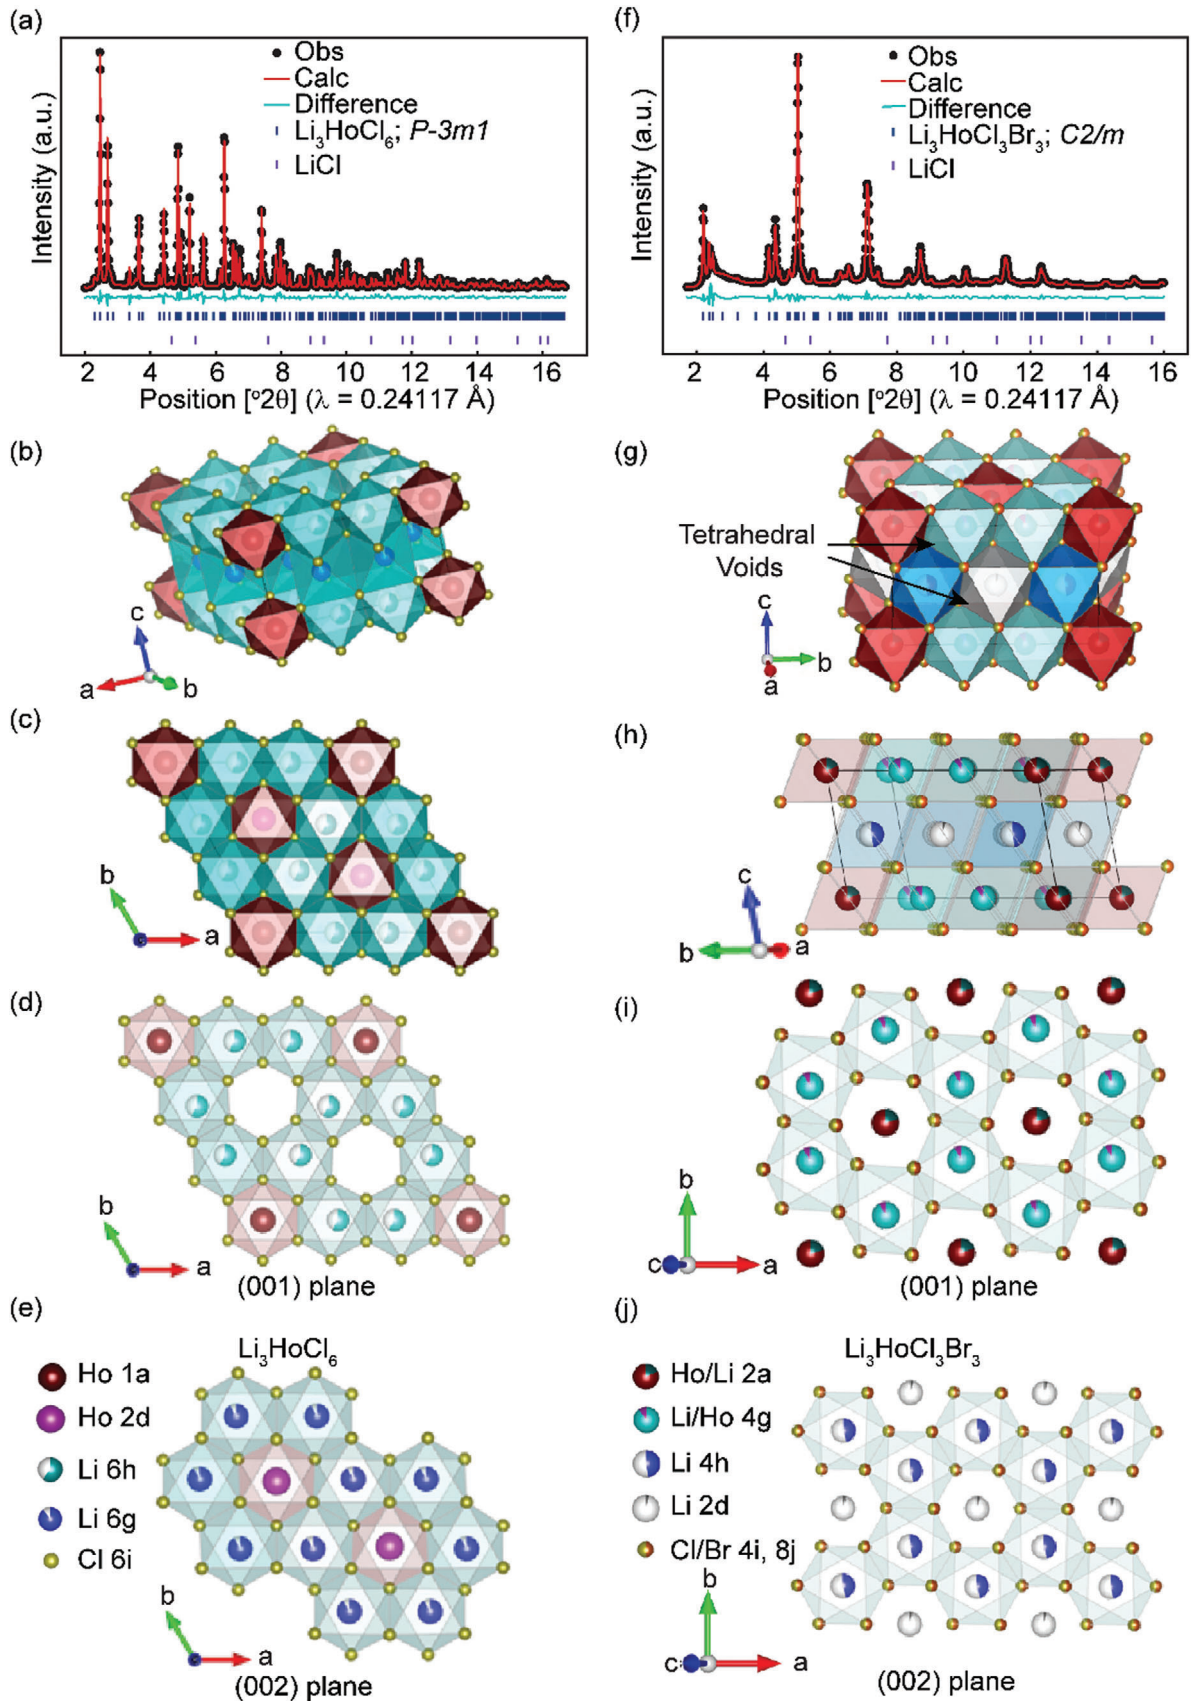 (a)
Intensity (a.u.)
Obs
Calc
Difference
Li₃HoCl₆; P-3m1
LiCl
2 4 6 8 10 12 14 16
Position [°2θ] (λ = 0.24117 Å)
(b)
c
a
b
(c)
b
a
(d)
b
a
(001) plane
(e)
Li₃HoCl₆
Ho 1a
Ho 2d
Li 6h
Li 6g
Cl 6i
b
a
(002) plane
(f)
Intensity (a.u.)
Obs
Calc
Difference
Li₃HoCl₃Br₃; C2/m
LiCl
2 4 6 8 10 12 14 16
Position [°2θ] (λ = 0.24117 Å)
(g)
Tetrahedral
Voids
c
b
a
(h)
c
b
a
(i)
b
c
a
(001) plane
(j)
Li₃HoCl₃Br₃
Ho/Li 2a
Li/Ho 4g
Li 4h
Li 2d
Cl/Br 4i, 8j
b
c
a
(002) plane